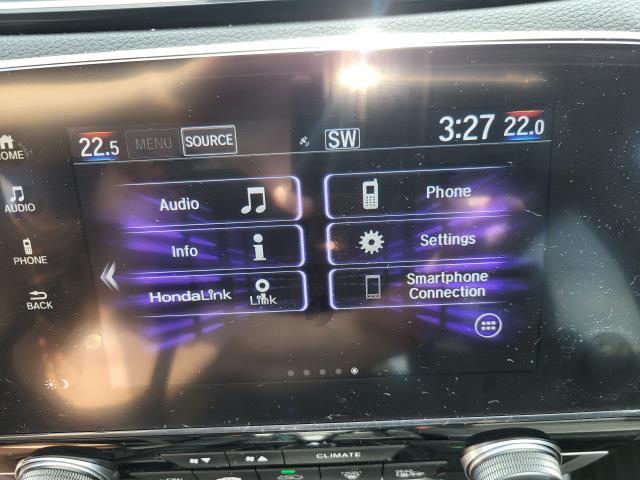 22.5 MENU SOURCE SW 3:27 22.0
HOME
AUDIO
PHONE
BACK
Audio
Phone
Info
Settings
HondaLink Link
Smartphone
Connection
CLIMATE